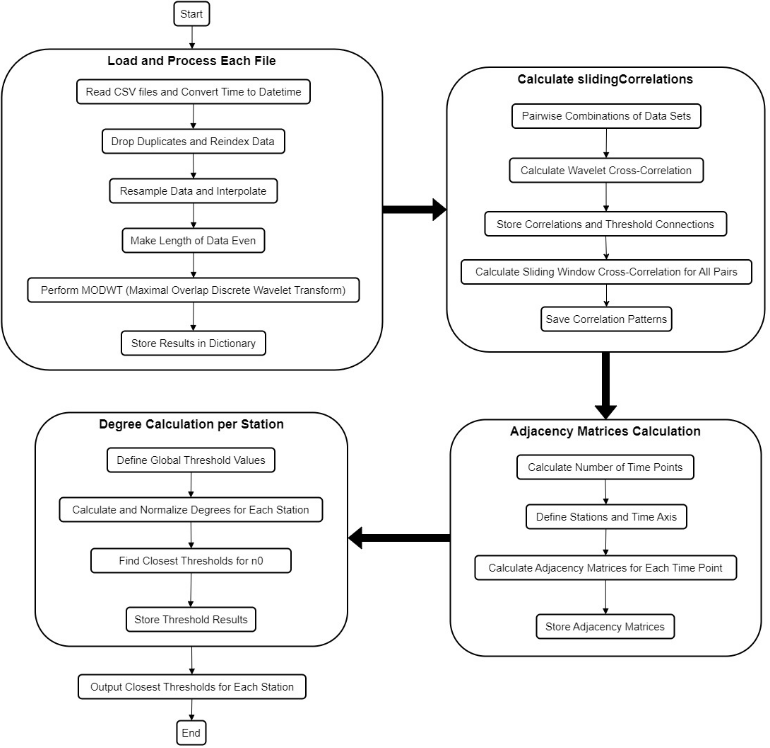 Start
Load and Process Each File
Read CSV files and Convert Time to Datetime
Drop Duplicates and Reindex Data
Resample Data and Interpolate
Make Length of Data Even
Perform MODWT (Maximal Overlap Discrete Wavelet Transform)
Store Results in Dictionary
Calculate slidingCorrelations
Pairwise Combinations of Data Sets
Calculate Wavelet Cross-Correlation
Store Correlations and Threshold Connections
Calculate Sliding Window Cross-Correlation for All Pairs
Save Correlation Patterns
Adjacency Matrices Calculation
Calculate Number of Time Points
Define Stations and Time Axis
Calculate Adjacency Matrices for Each Time Point
Store Adjacency Matrices
Degree Calculation per Station
Define Global Threshold Values
Calculate and Normalize Degrees for Each Station
Find Closest Thresholds for n0
Store Threshold Results
Output Closest Thresholds for Each Station
End